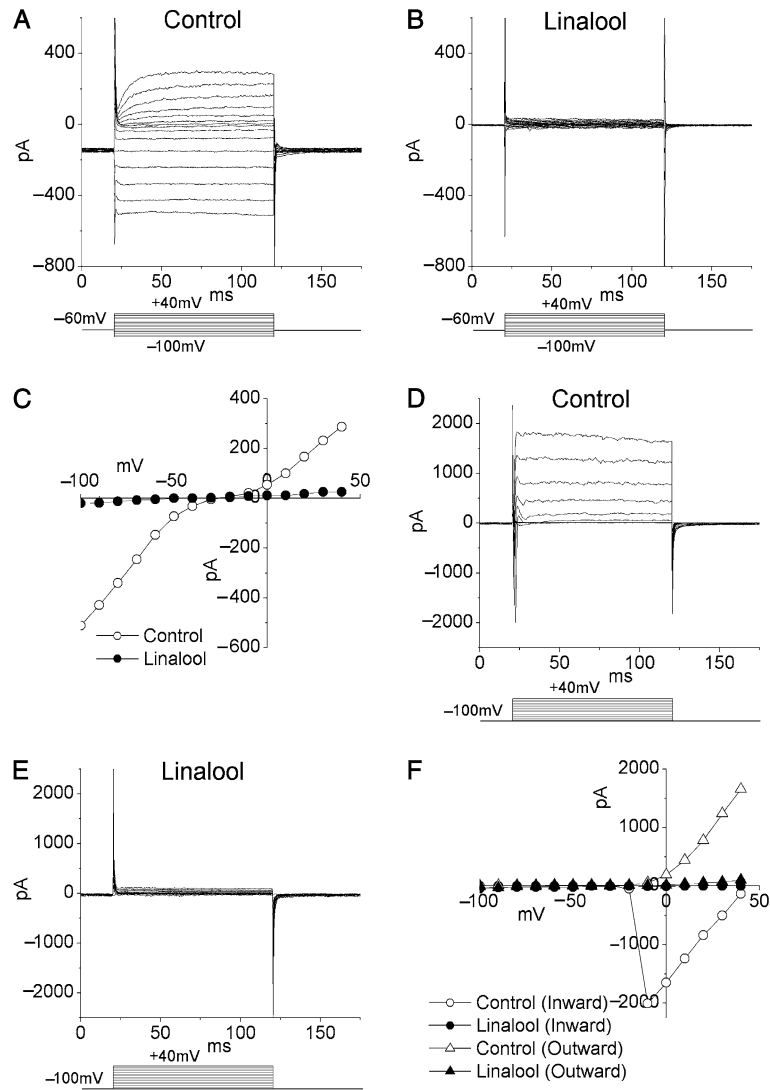 A
Control
400
0
–400
–800
pA
0 50 100 150
ms
+40mV
–60mV
–100mV
B
Linalool
400
0
–400
–800
pA
0 50 100 150
ms
+40mV
–60mV
–100mV
C
400
200
0
–200
–400
–600
pA
–100 –50 0 50
mV
Control
Linalool
D
Control
2000
1000
0
–1000
–2000
pA
0 50 100 150
ms
+40mV
–100mV
E
Linalool
2000
1000
0
–1000
–2000
pA
0 50 100 150
ms
+40mV
–100mV
F
2000
1000
0
–1000
–2000
pA
–100 –50 0 50
mV
Control (Inward)
Linalool (Inward)
Control (Outward)
Linalool (Outward)